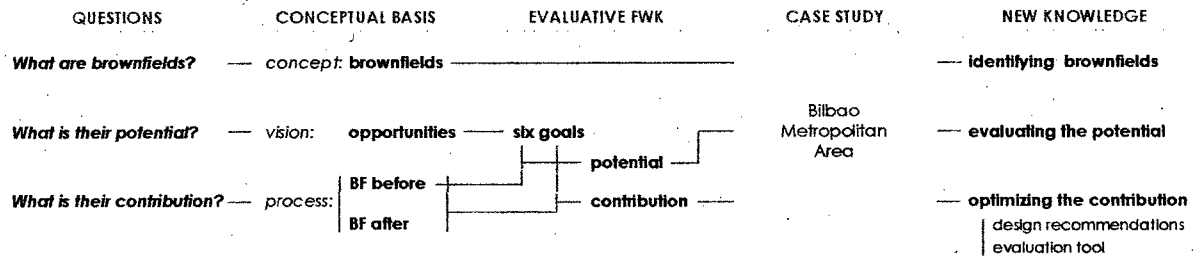 QUESTIONS CONCEPTUAL BASIS EVALUATIVE FWK CASE STUDY NEW KNOWLEDGE
What are brownfields? concept: brownfields identifying brownfields
What is their potential? vision: opportunities six goals Bilbao Metropolitan Area evaluating the potential
potential
BF before
What is their contribution? process: contribution optimizing the contribution
BF after
design recommendations
evaluation tool